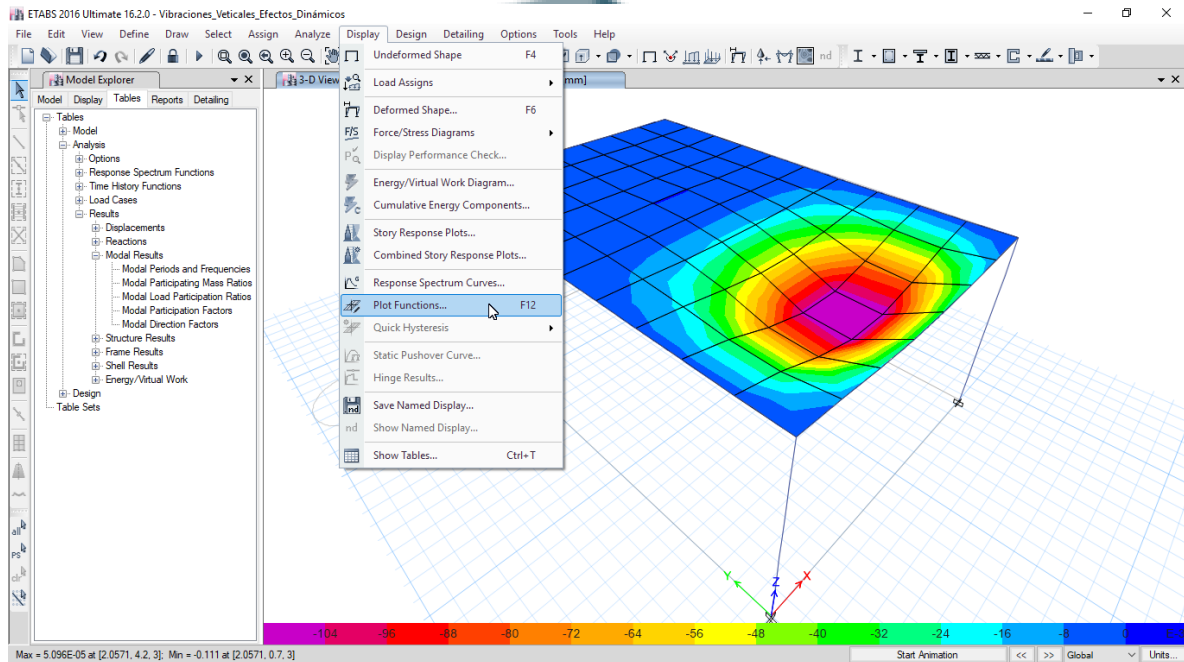 ETABS 2016 Ultimate 16.2.0 - Vibraciones_Veticales_Efectos_Dinámicos
File Edit View Define Draw Select Assign Analyze Display Design Detailing Options Tools Help
nd
Model Explorer
3-D View
mm]
Model Display Tables Reports Detailing
Tables
Model
Analysis
Options
Response Spectrum Functions
Time History Functions
Load Cases
Results
Displacements
Reactions
Modal Results
Modal Periods and Frequencies
Modal Participating Mass Ratios
Modal Load Participation Ratios
Modal Participation Factors
Modal Direction Factors
Structure Results
Frame Results
Shell Results
Energy/Virtual Work
Design
Table Sets
Undeformed Shape F4
Load Assigns
Deformed Shape... F6
F/S Force/Stress Diagrams
Display Performance Check...
Energy/Virtual Work Diagram...
Cumulative Energy Components...
Story Response Plots...
Combined Story Response Plots...
Response Spectrum Curves...
Plot Functions... F12
Quick Hysteresis
Static Pushover Curve...
Hinge Results...
Save Named Display...
nd Show Named Display...
Show Tables... Ctrl+T
all
PS
clr
Y Z X
-104 -96 -88 -80 -72 -64 -56 -48 -40 -32 -24 -16 -8
Max = 5.096E-05 at [2.0571, 4.2, 3]; Min = -0.111 at [2.0571, 0.7, 3] Start Animation << >> Global Units...